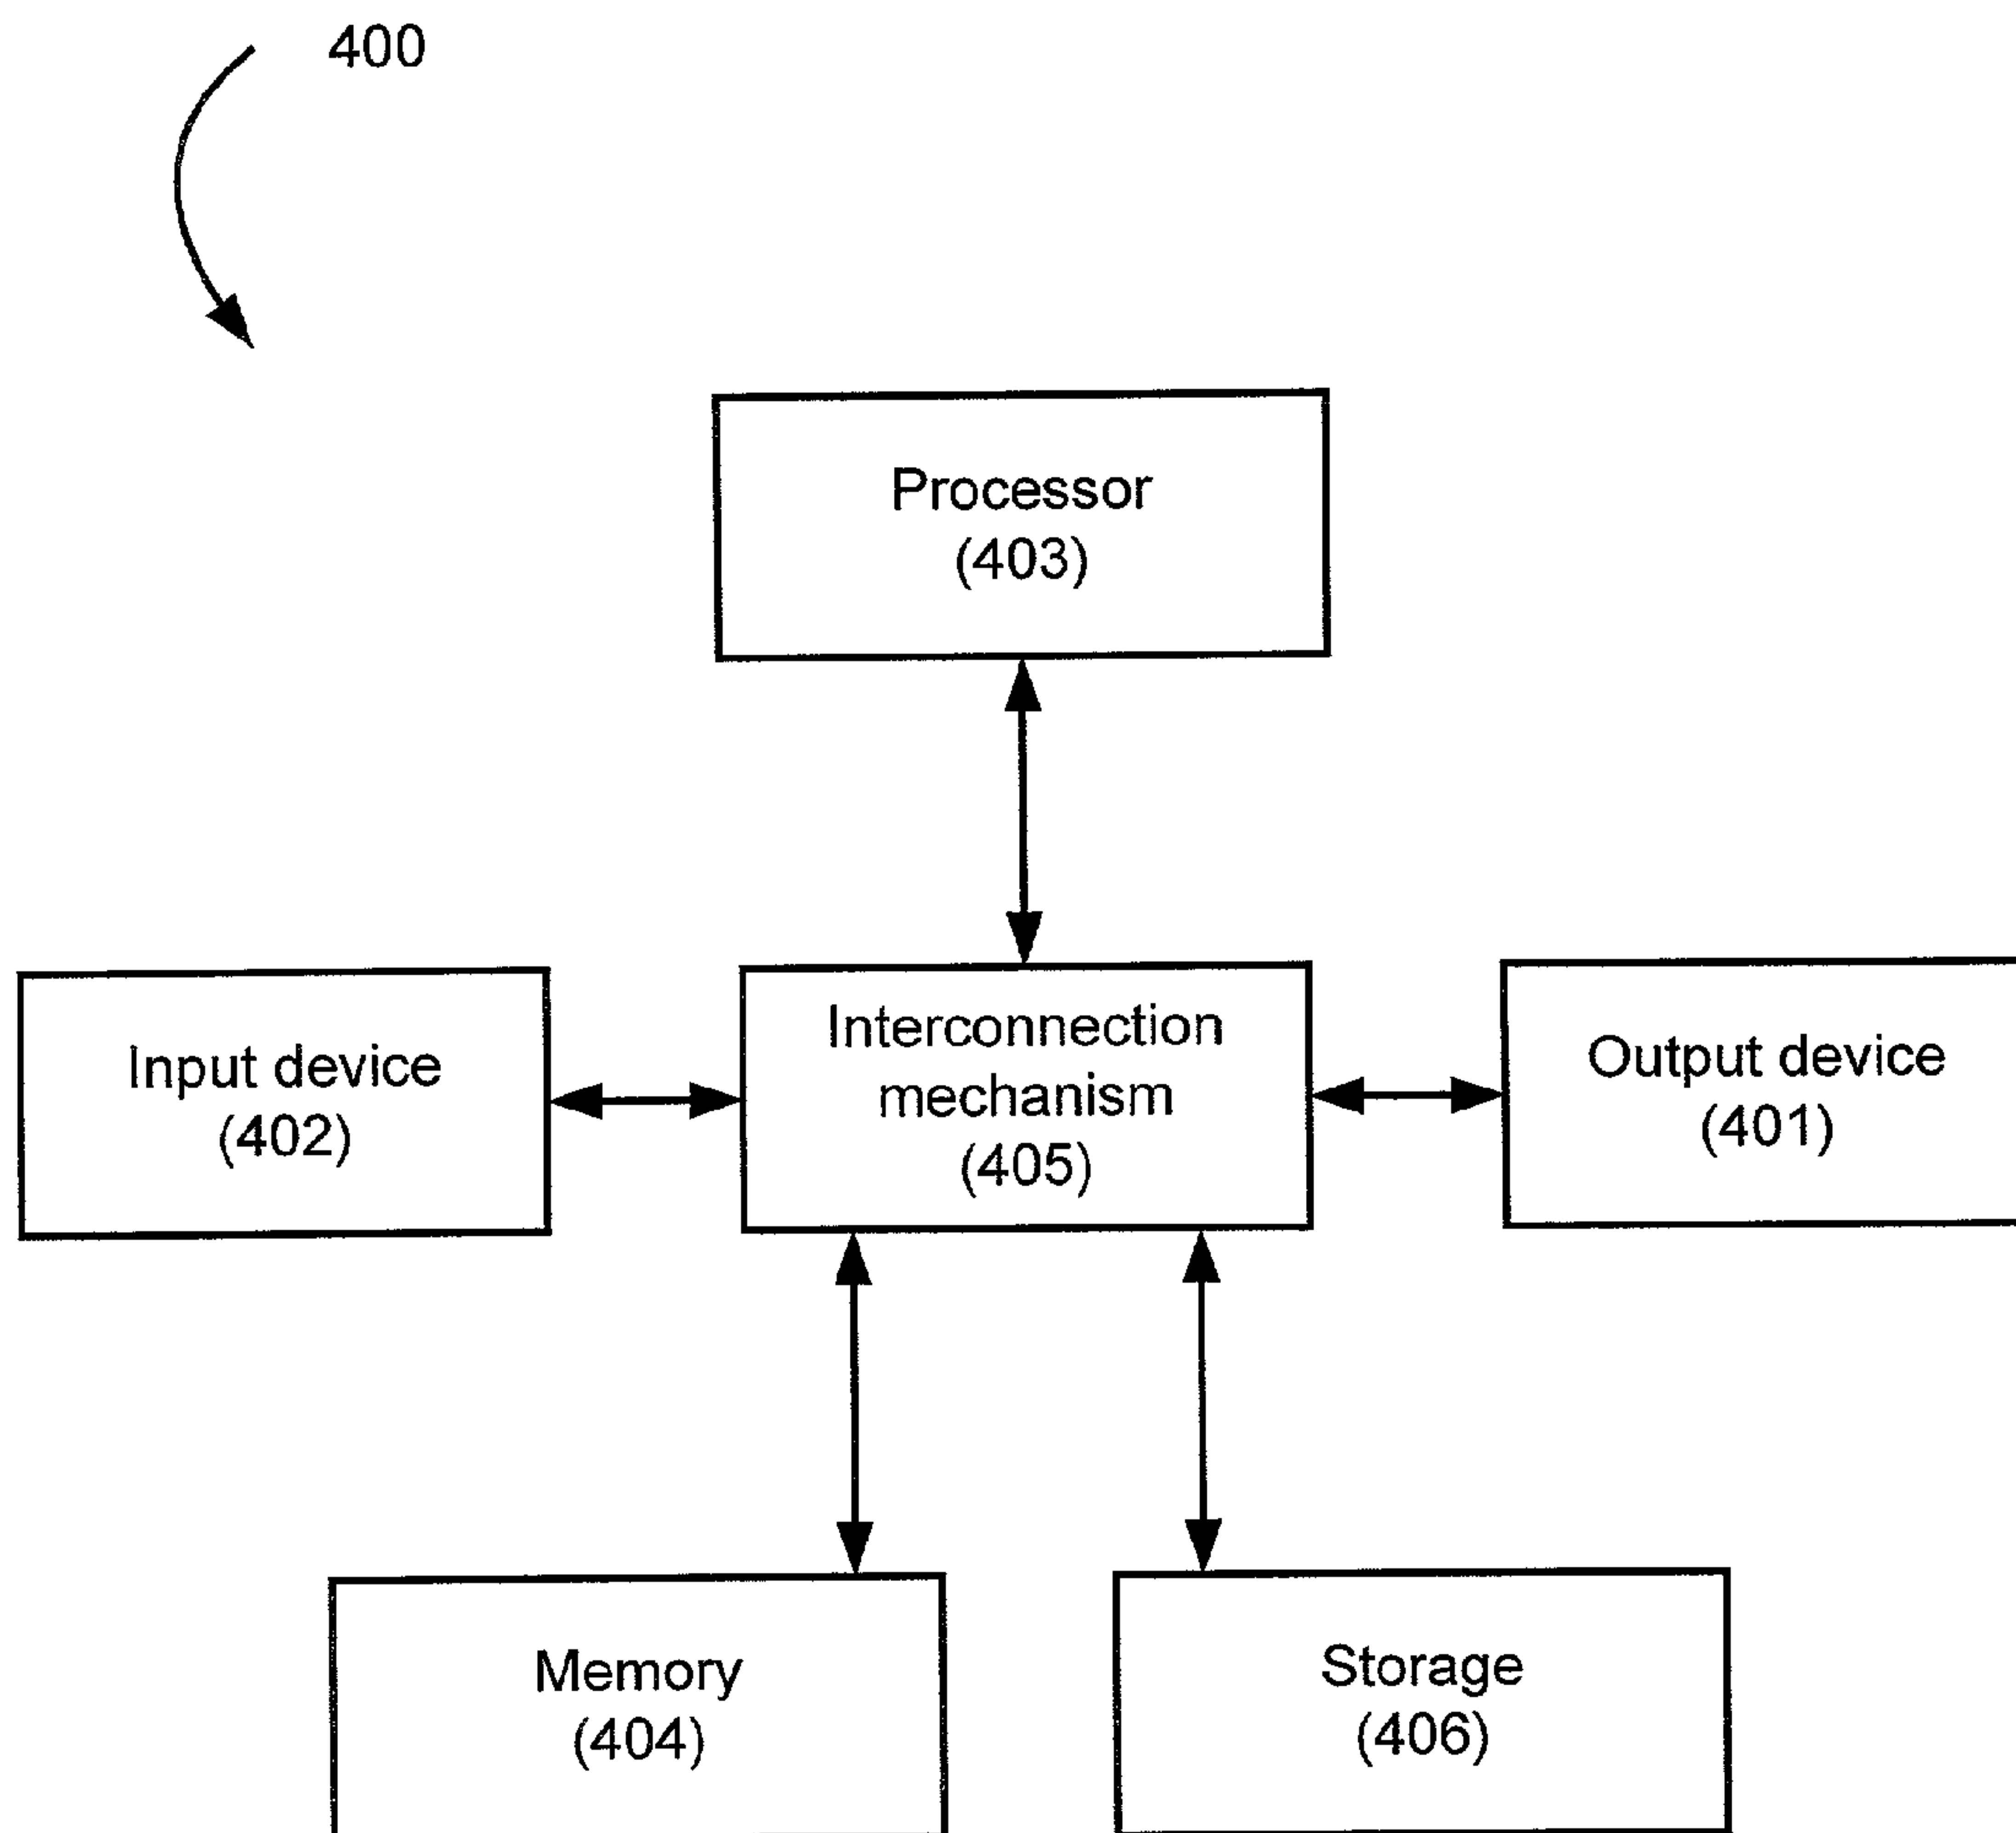 400
Processor
(403)
Input device
(402)
Interconnection
mechanism
(405)
Output device
(401)
Memory
(404)
Storage
(406)